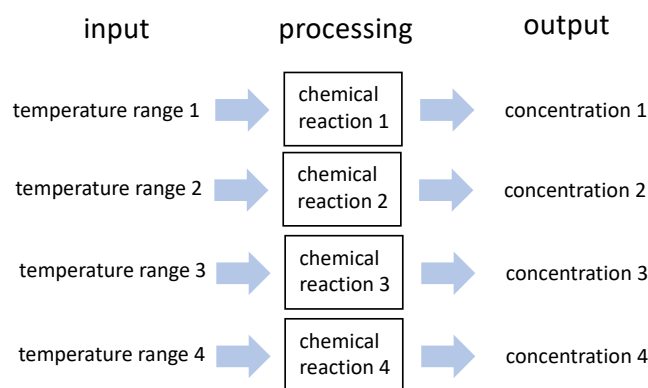 input processing output
temperature range 1 chemical reaction 1 concentration 1
temperature range 2 chemical reaction 2 concentration 2
temperature range 3 chemical reaction 3 concentration 3
temperature range 4 chemical reaction 4 concentration 4